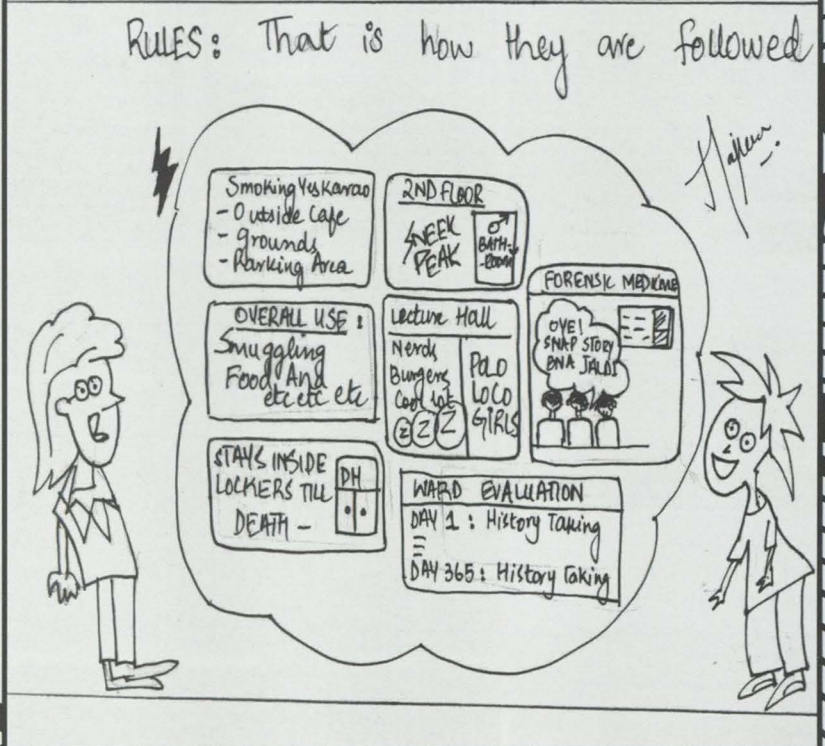 RULES: That is how they are followed
Smoking Yes Karao
- Outside Cafe
- Grounds
- Parking Area
2ND FLOOR
SNEEK
PEAK
BATH-
-ROOM
FORENSIC MEDICINE
OYE!
SNAP STORY
BNA JALDI
OVERALL USE :
Smuggling
Food And
etc etc etc
Lecture Hall
Nerds
Burgers
Cool lot
Z Z Z
POLO
LOCO
GIRLS
STAYS INSIDE
LOCKERS TILL
DEATH -
DH
WARD EVALUATION
DAY 1 : History Taking
DAY 365 : History Taking